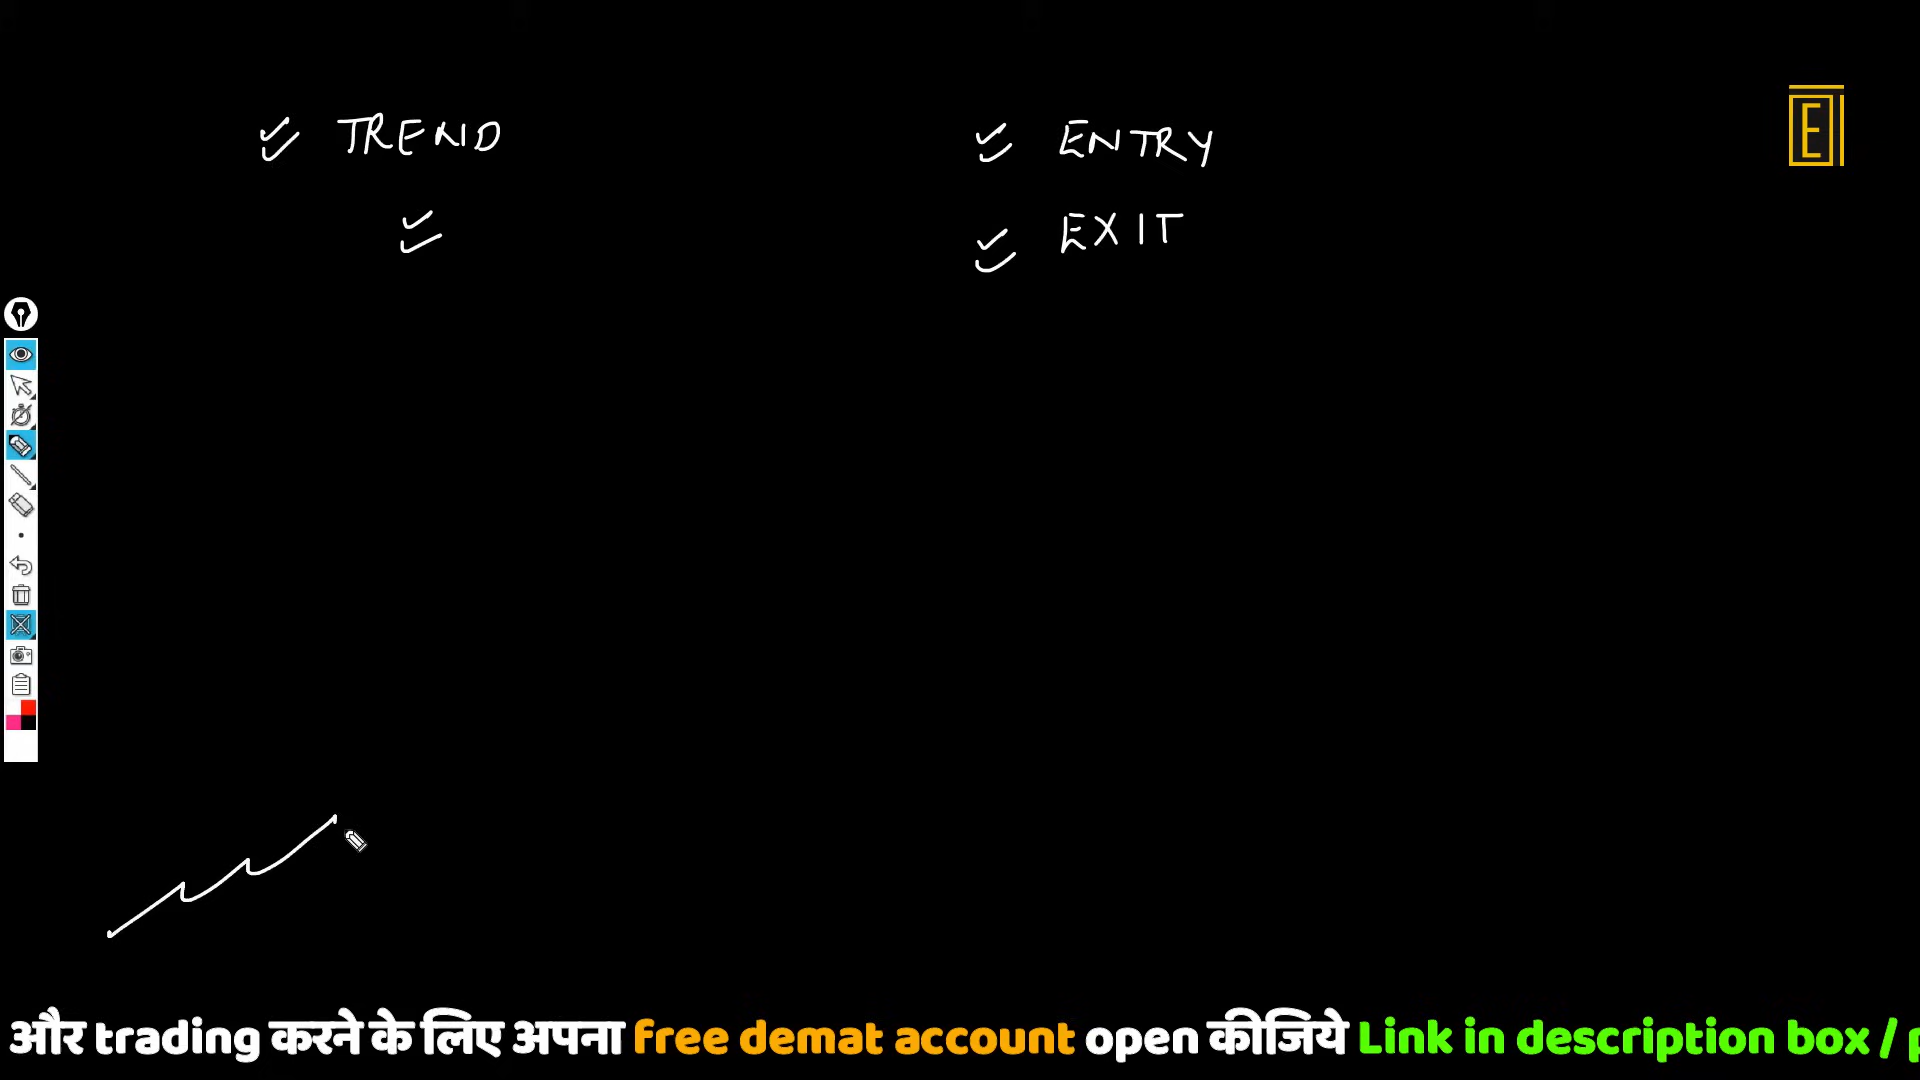 TREND
ENTRY
EXIT
E
और trading करने के लिए अपना free demat account open कीजिये Link in description box /